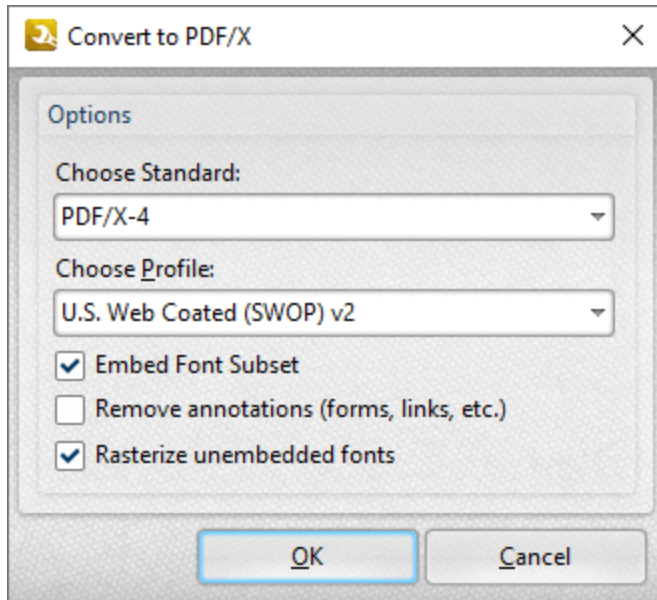 Convert to PDF/X
Options
Choose Standard:
PDF/X-4
Choose Profile:
U.S. Web Coated (SWOP) v2
Embed Font Subset
Remove annotations (forms, links, etc.)
Rasterize unembedded fonts
OK
Cancel